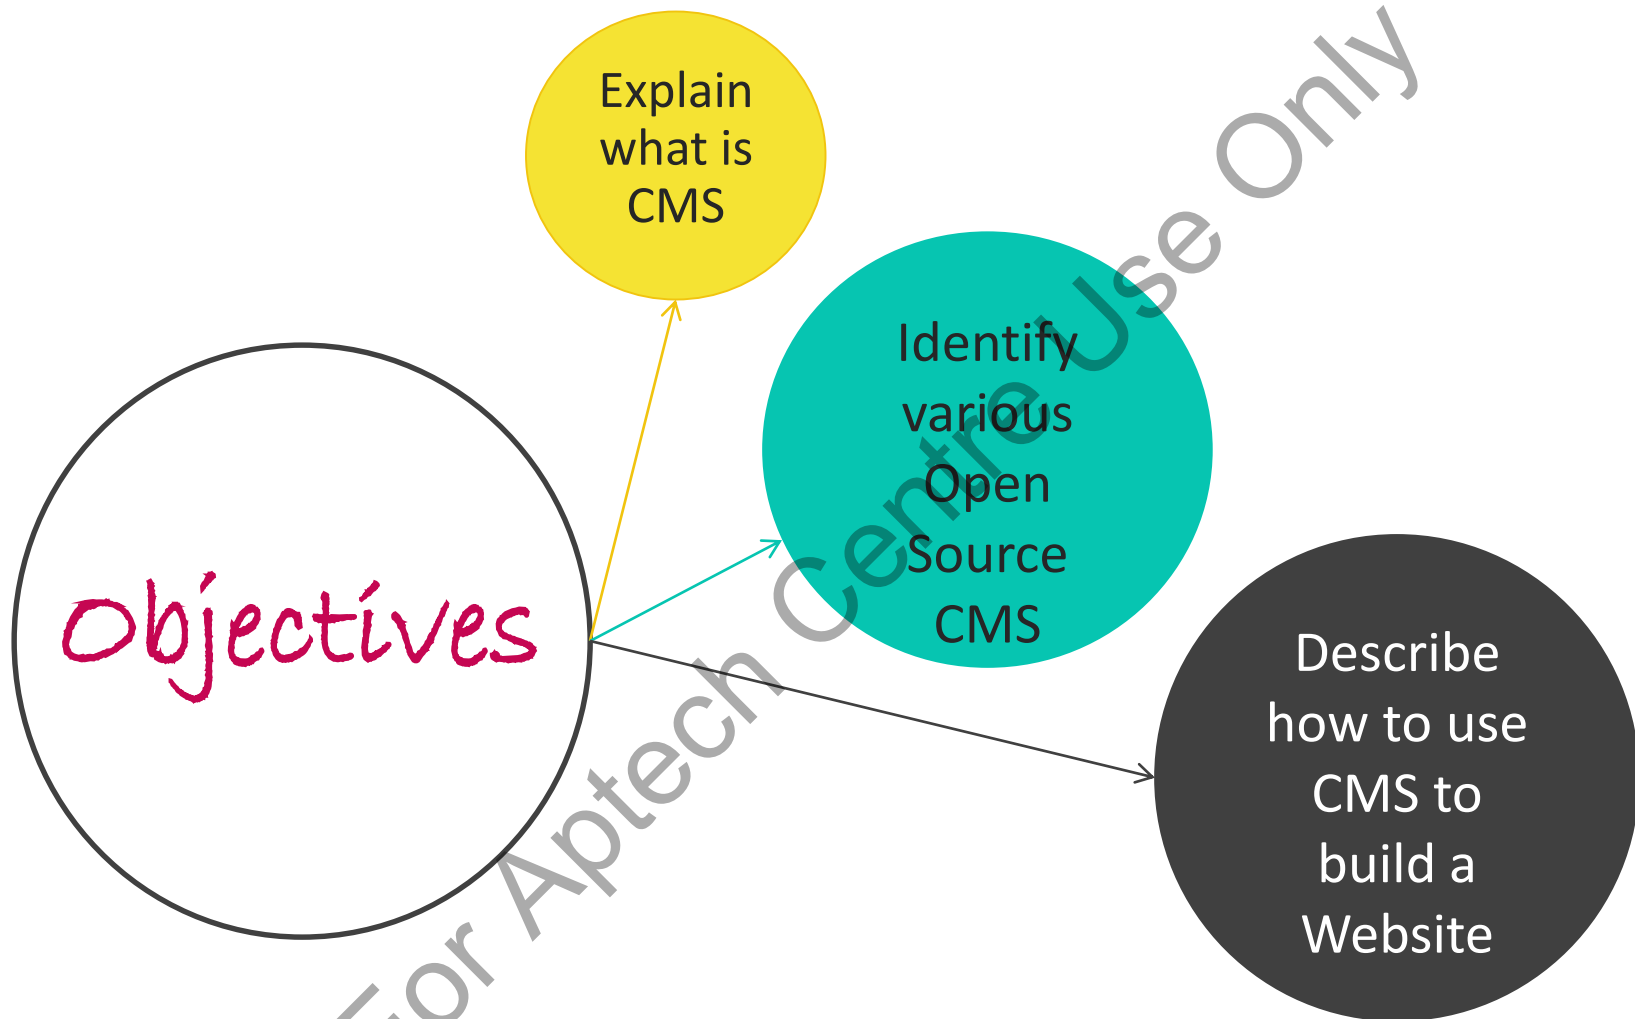 Explain
what is
CMS
Identify
various
Open
Source
CMS
Objectives
Describe
how to use
CMS to
build a
Website
For Aptech Centre Use Only